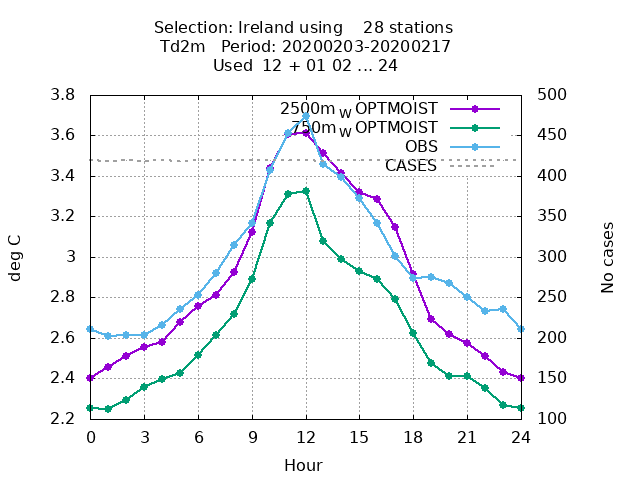 Selection: Ireland using 28 stations
Td2m Period: 20200203-20200217
Used 12 + 01 02 ... 24
3.8 500
2500m W OPTMOIST
3.6 750m W OPTMOIST 450
OBS
CASES
3.4 400
3.2 350
3 300
2.8 250
2.6 200
2.4 150
2.2 100
deg C
No cases
0 3 6 9 12 15 18 21 24
Hour